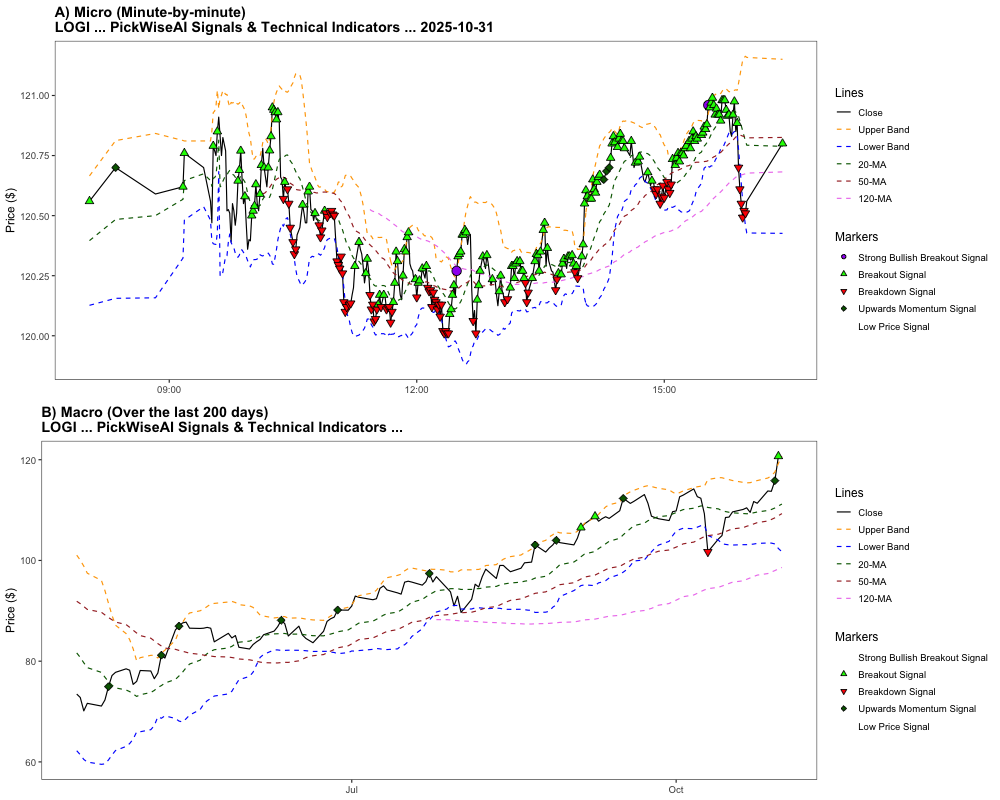 A) Micro (Minute-by-minute)
LOGI ... PickWiseAI Signals & Technical Indicators ... 2025-10-31
Price ($)
121.00
120.75
120.50
120.25
120.00
09:00
12:00
15:00
Lines
Close
Upper Band
Lower Band
20-MA
50-MA
120-MA
Markers
Strong Bullish Breakout Signal
Breakout Signal
Breakdown Signal
Upwards Momentum Signal
Low Price Signal
B) Macro (Over the last 200 days)
LOGI ... PickWiseAI Signals & Technical Indicators ...
Price ($)
120
100
80
60
Jul
Oct
Lines
Close
Upper Band
Lower Band
20-MA
50-MA
120-MA
Markers
Strong Bullish Breakout Signal
Breakout Signal
Breakdown Signal
Upwards Momentum Signal
Low Price Signal